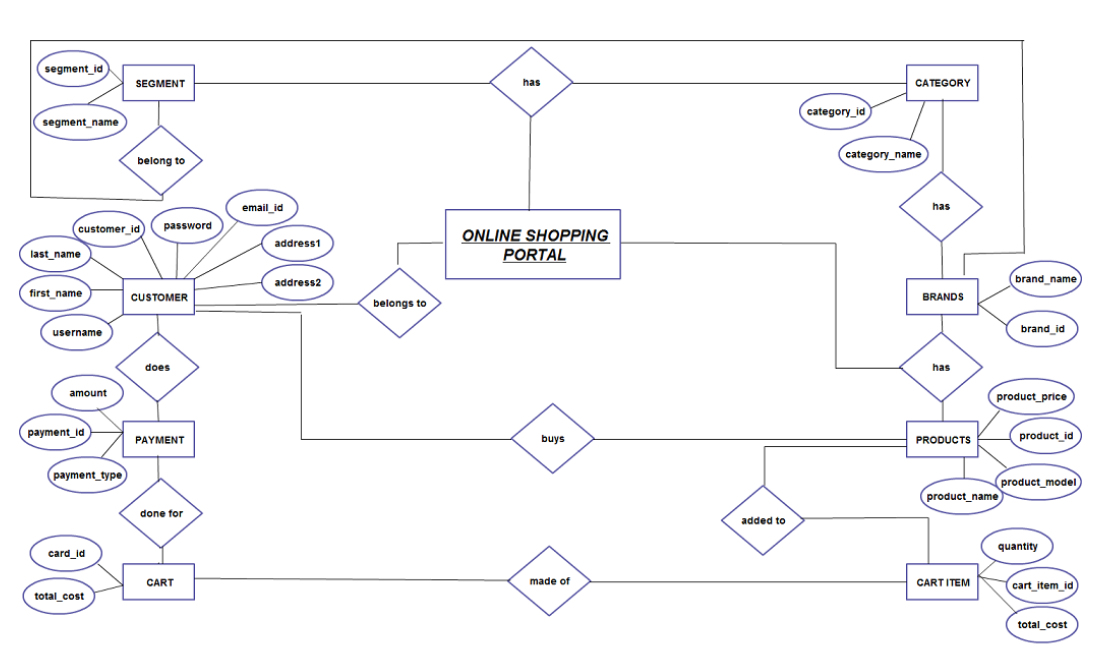 segment_id
SEGMENT
has
CATEGORY
segment_name
category_id
belong to
category_name
customer_id
password
email_id
has
last_name
address1
ONLINE SHOPPING
PORTAL
first_name
CUSTOMER
address2
belongs to
BRANDS
brand_name
username
brand_id
does
has
amount
product_price
payment_id
PAYMENT
buys
PRODUCTS
product_id
payment_type
product_name
product_model
done for
added to
card_id
quantity
CART
made of
CART ITEM
cart_item_id
total_cost
total_cost